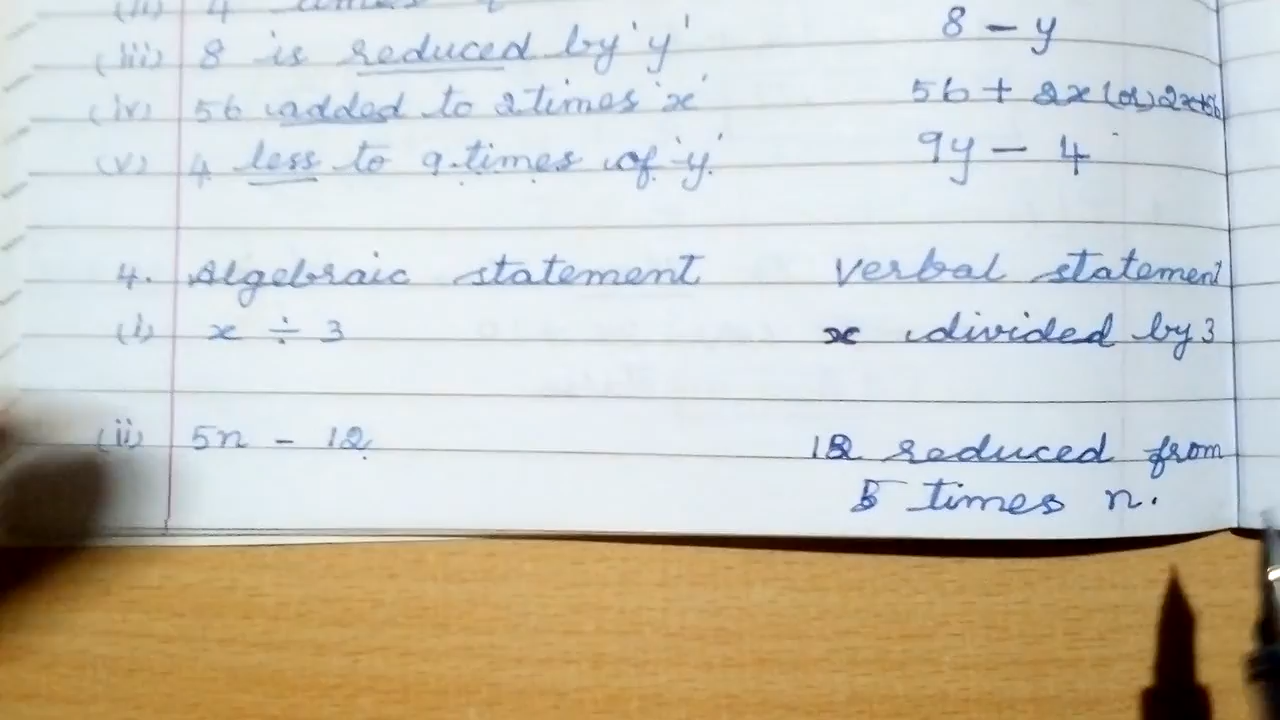 (iii) 8 is reduced by 'y' 8 - y
(iv) 56 added to 2 times 'x' 56 + 2x (or) 2x+56
(v) 4 less to 9 times of 'y'. 9y - 4
4. Algebraic statement Verbal statement
(i) x ÷ 3 x divided by 3
(ii) 5n - 12 12 reduced from
5 times n.